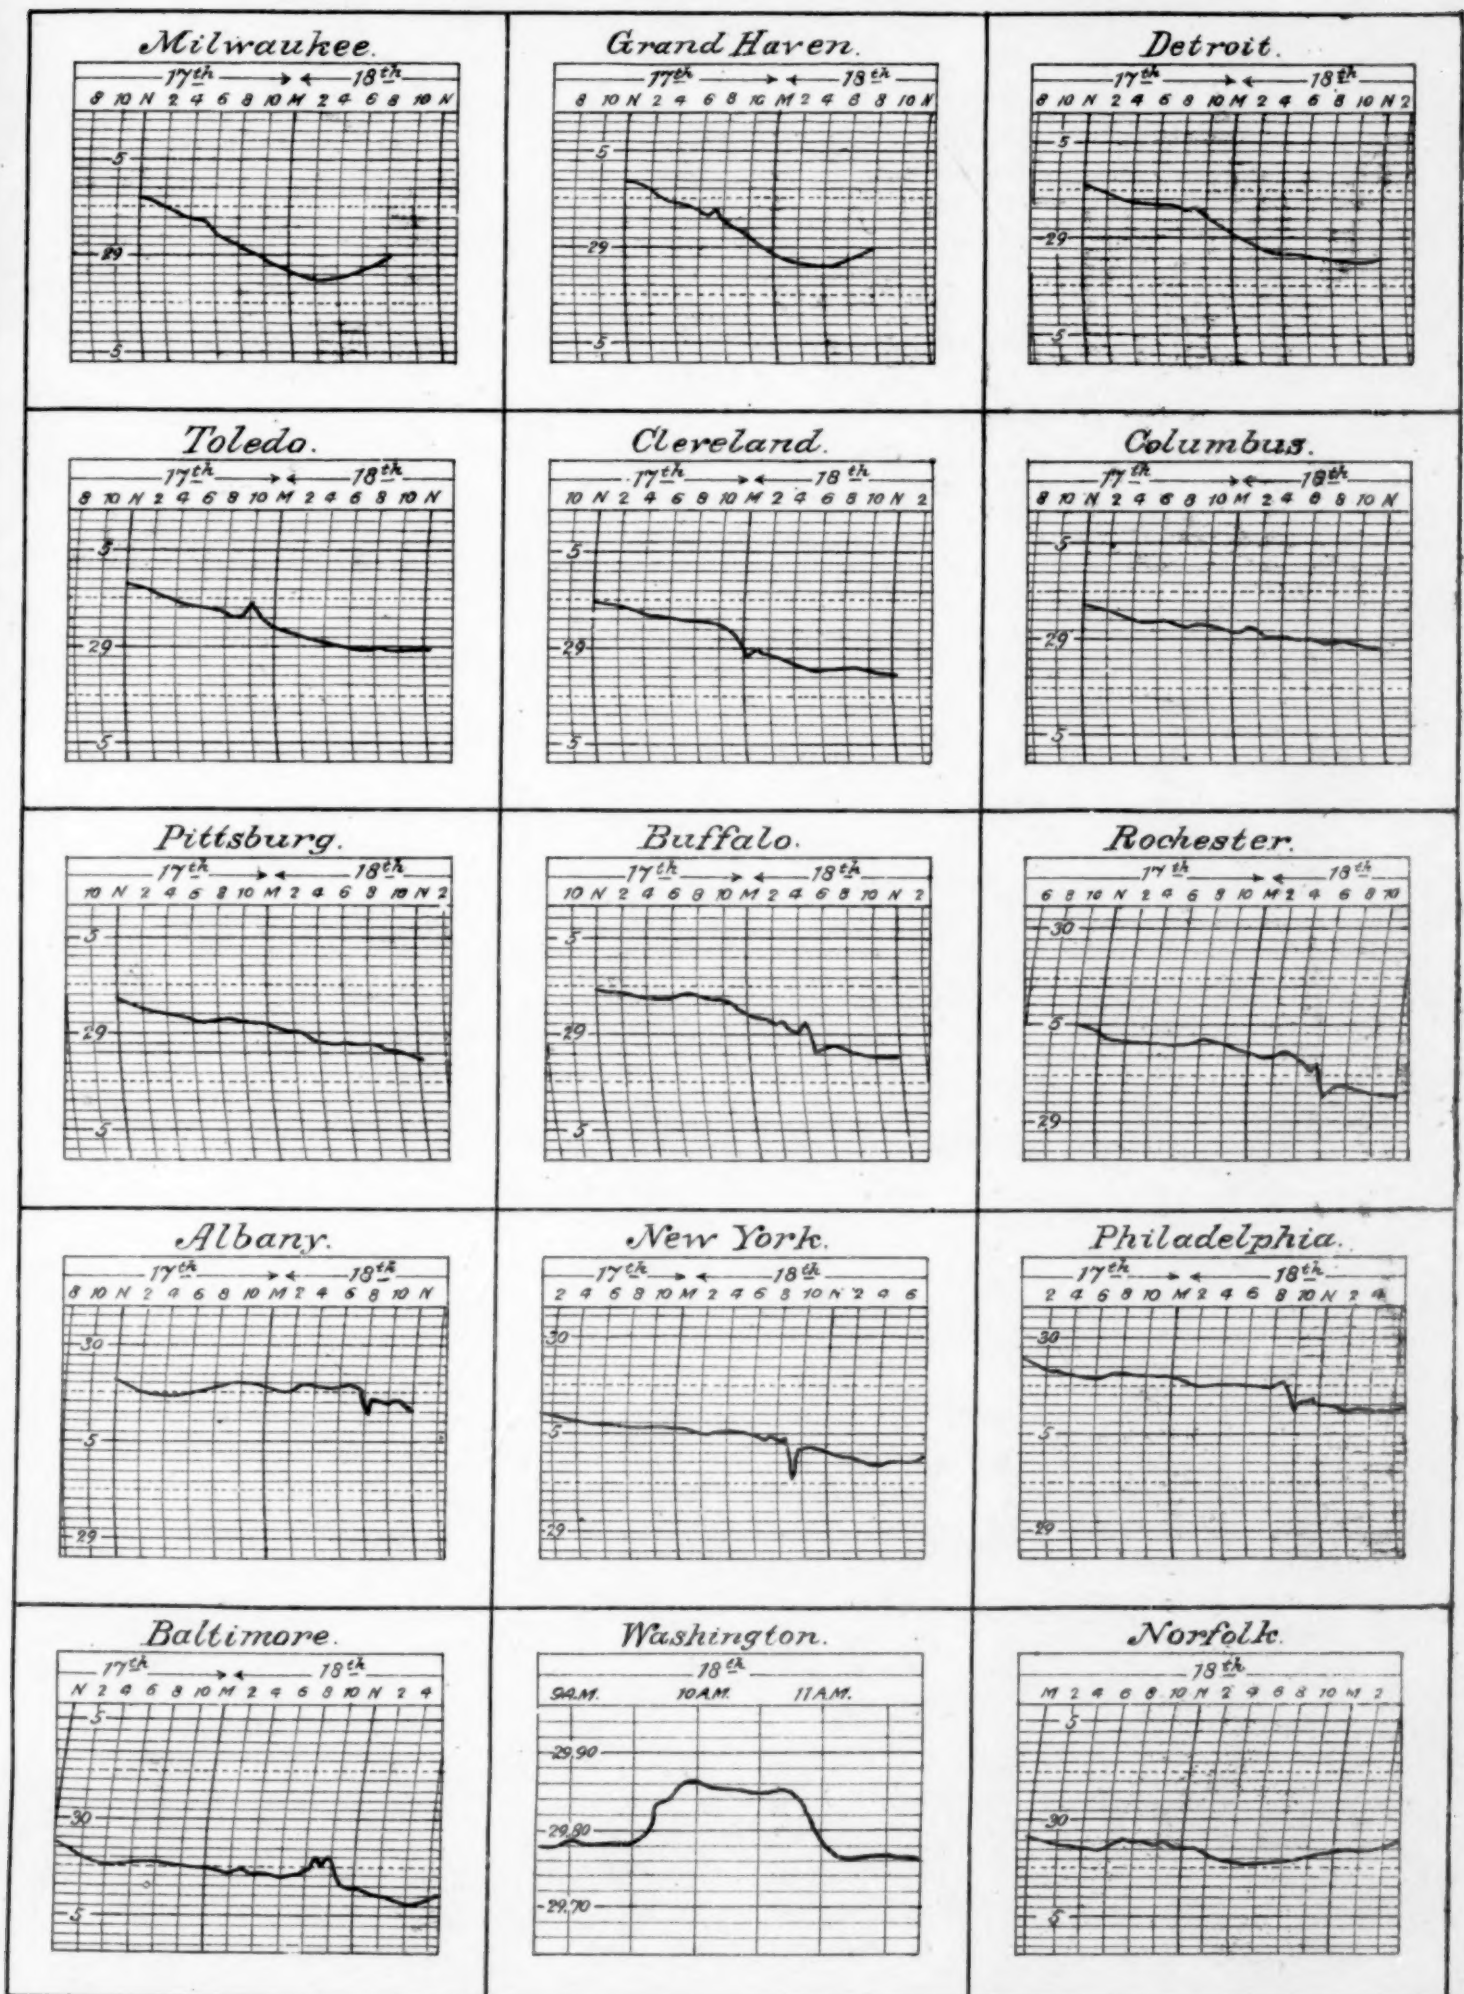 Milwaukee.
17th 18th
8 10 N 2 4 6 8 10 M 2 4 6 8 10 N
5
29
5
Grand Haven.
17th 18th
8 10 N 2 4 6 8 10 M 2 4 6 8 10 N
5
29
5
Detroit.
17th 18th
8 10 N 2 4 6 8 10 M 2 4 6 8 10 N 2
5
29
5
Toledo.
17th 18th
8 10 N 2 4 6 8 10 M 2 4 6 8 10 N
5
29
5
Cleveland.
17th 18th
10 N 2 4 6 8 10 M 2 4 6 8 10 N 2
5
29
5
Columbus.
17th 18th
8 10 N 2 4 6 8 10 M 2 4 6 8 10 N
5
29
5
Pittsburg.
17th 18th
10 N 2 4 6 8 10 M 2 4 6 8 10 N 2
5
29
5
Buffalo.
17th 18th
10 N 2 4 6 8 10 M 2 4 6 8 10 N 2
5
29
5
Rochester.
17th 18th
6 8 10 N 2 4 6 8 10 M 2 4 6 8 10
30
5
29
Albany.
17th 18th
8 10 N 2 4 6 8 10 M 2 4 6 8 10 N
30
5
29
New York.
17th 18th
2 4 6 8 10 M 2 4 6 8 10 N 2 4 6
30
5
29
Philadelphia.
17th 18th
2 4 6 8 10 M 2 4 6 8 10 N 2 4
30
5
29
Baltimore.
17th 18th
N 2 4 6 8 10 M 2 4 6 8 10 N 2 4
5
30
5
Washington.
18th
9A.M. 10A.M. 11A.M.
29.90
29.80
29.70
Norfolk.
18th
M 2 4 6 8 10 N 2 4 6 8 10 M 2
5
30
5